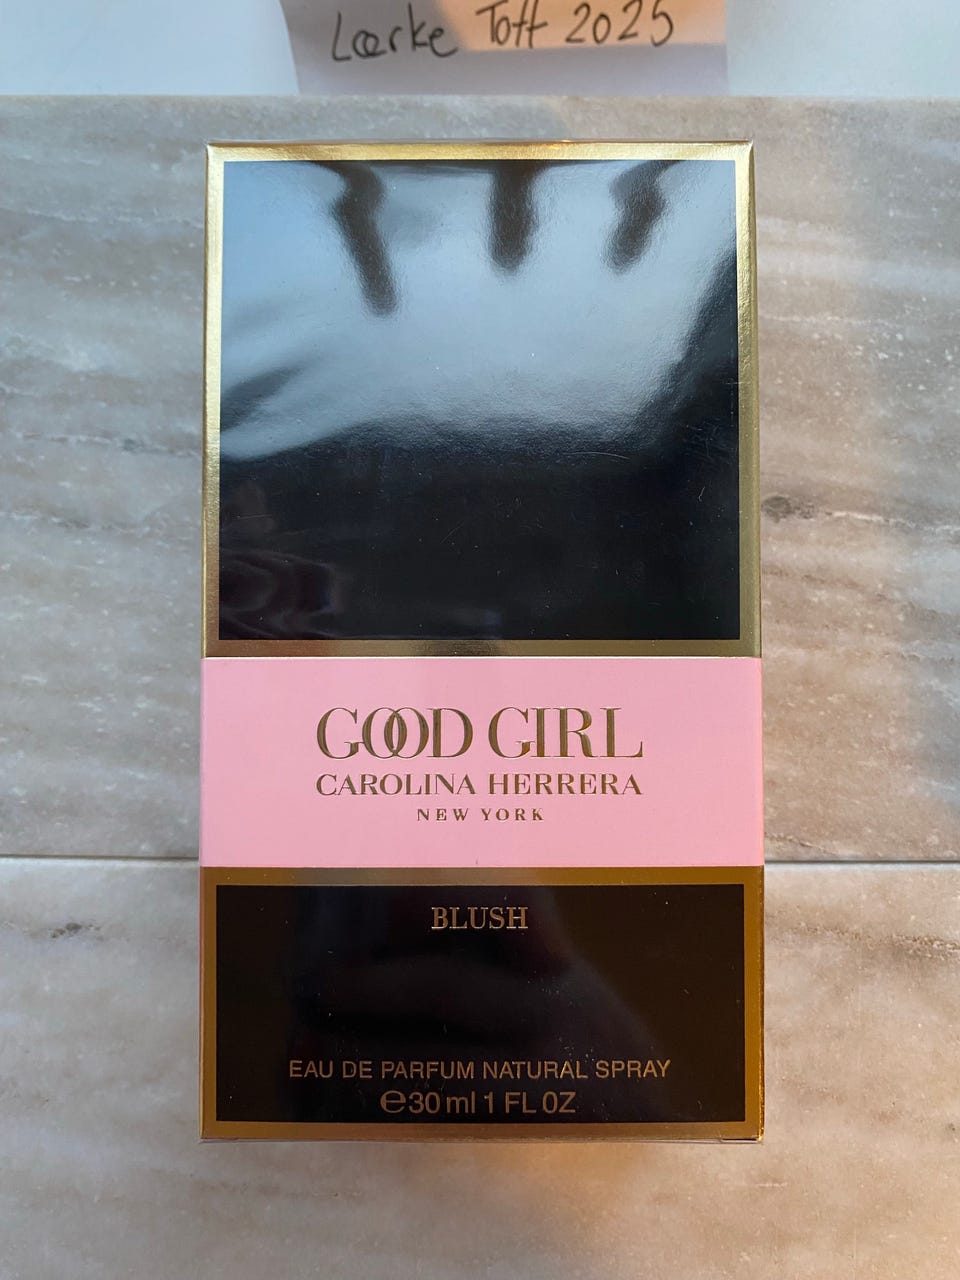 Lærke Toft 2025
GOOD GIRL
CAROLINA HERRERA
NEW YORK
BLUSH
EAU DE PARFUM NATURAL SPRAY
℮30 ml 1 FL OZ